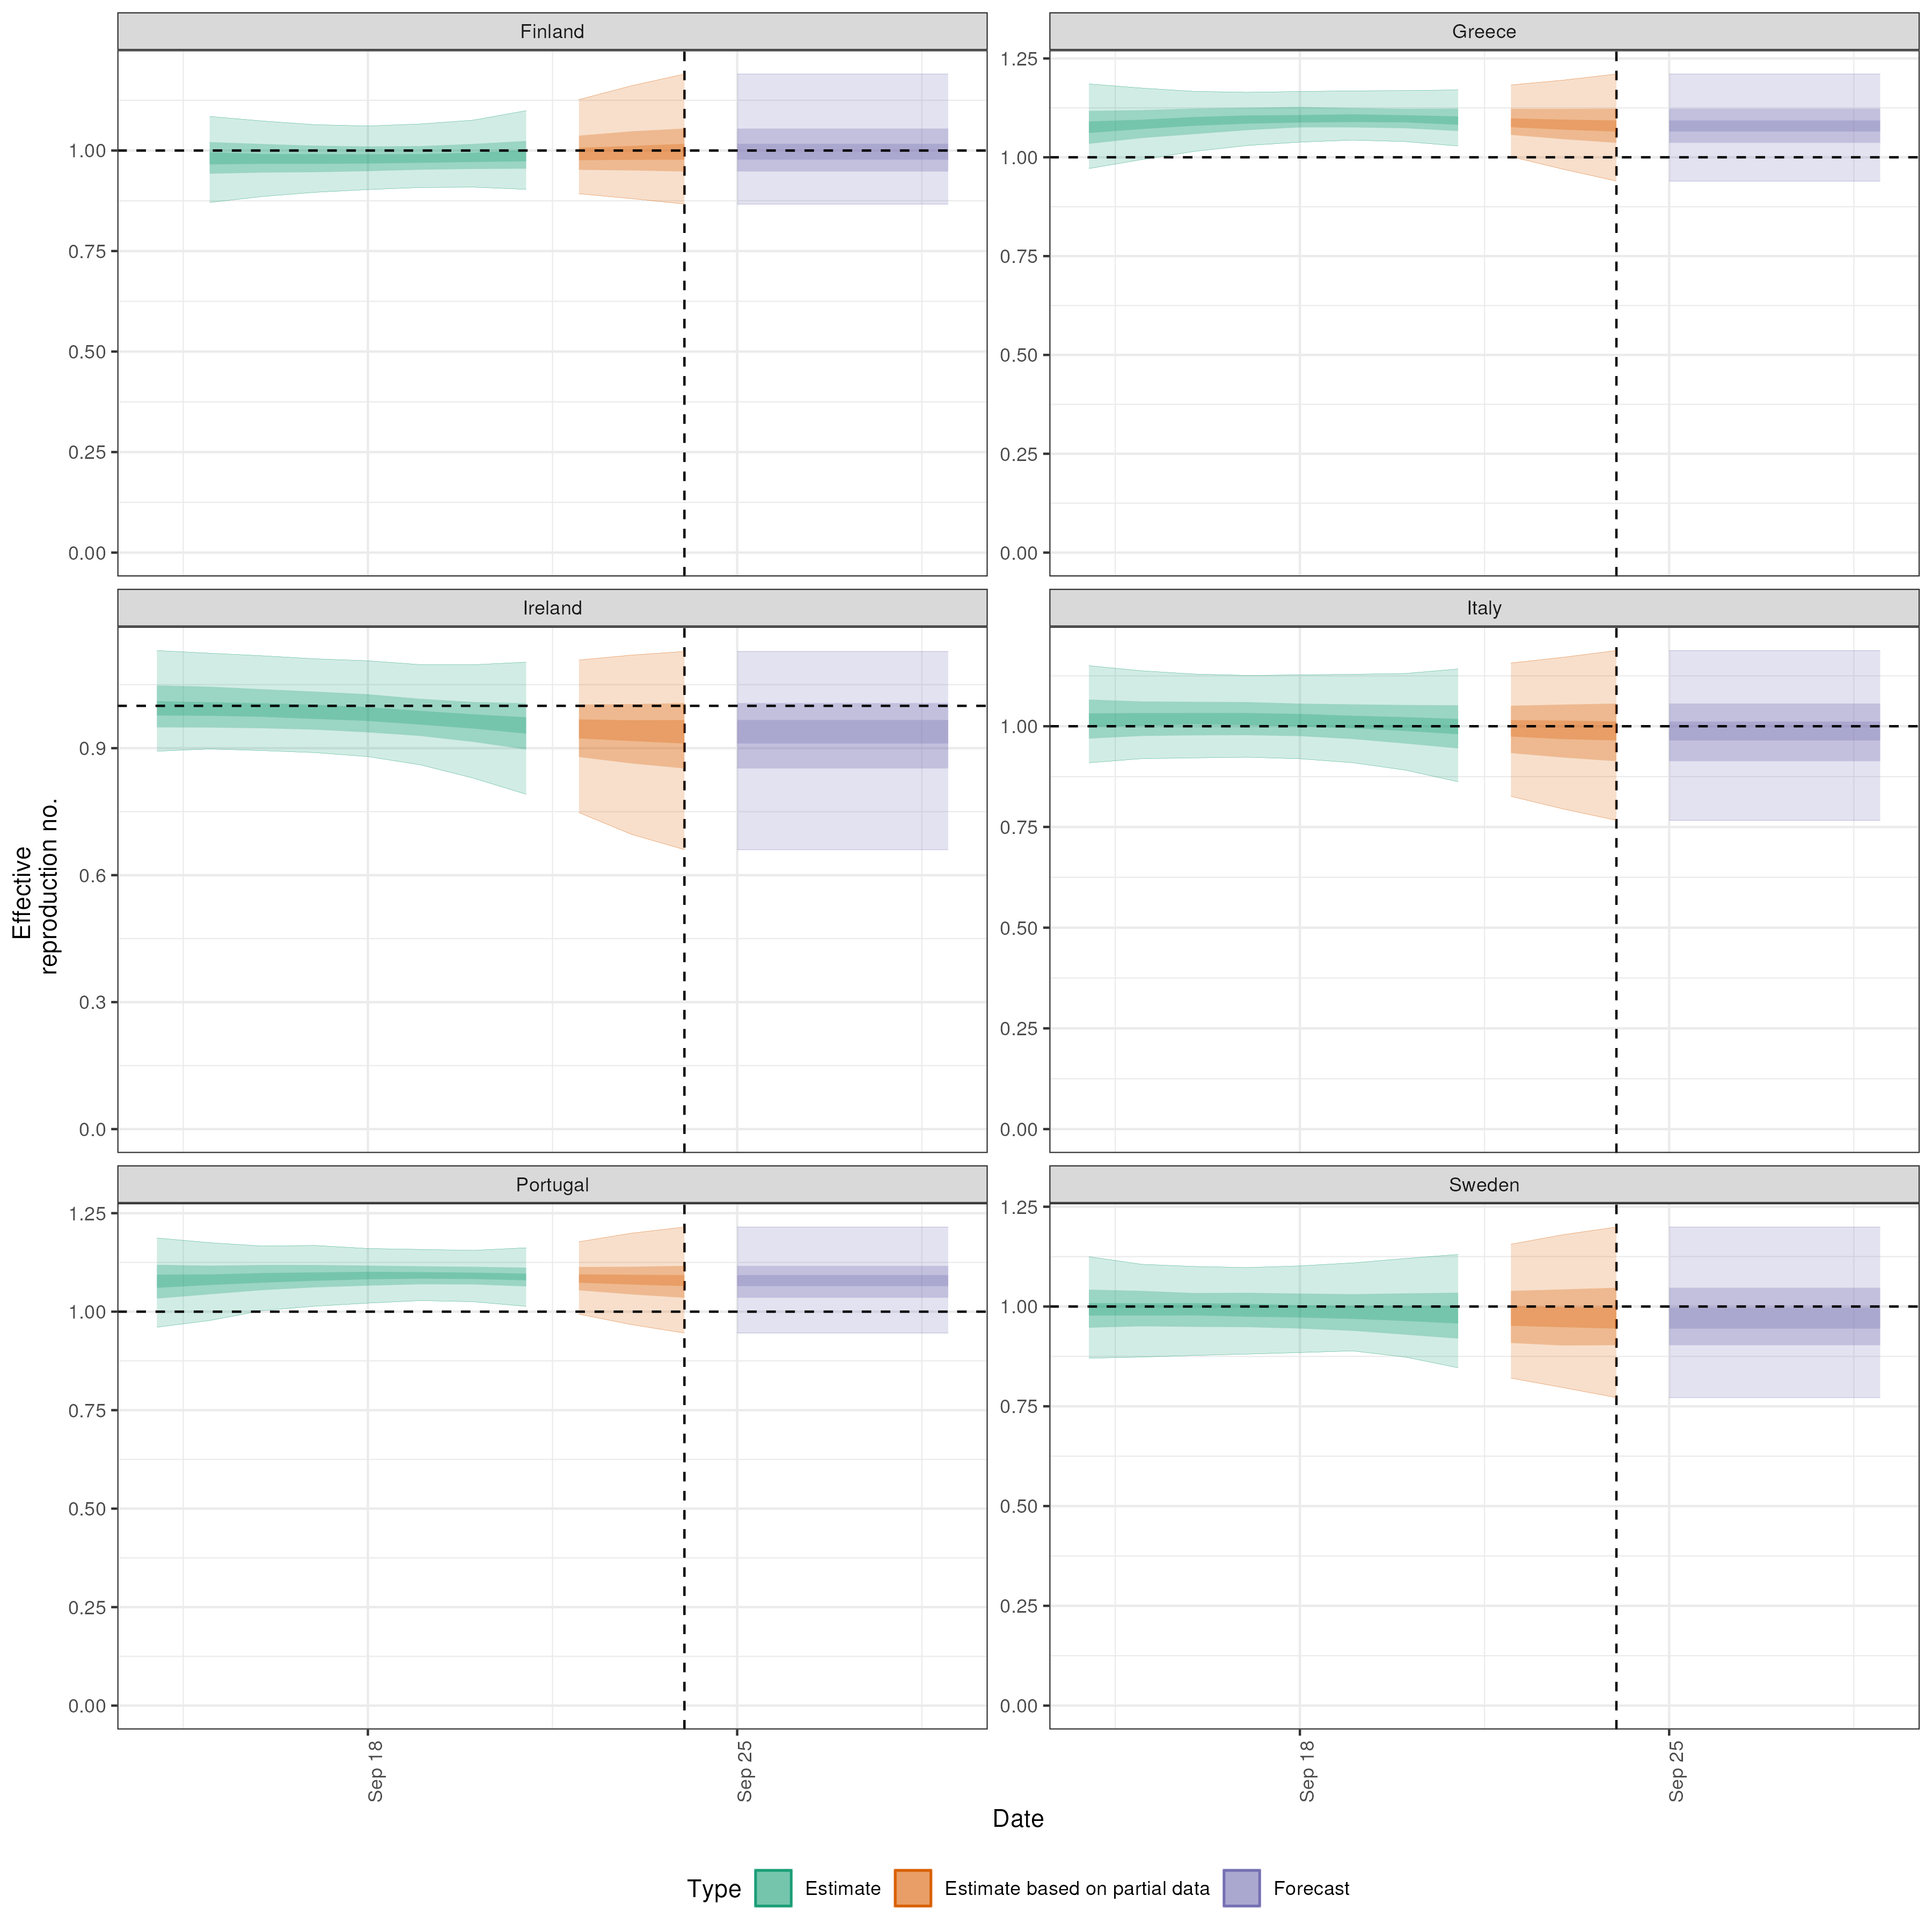 Finland
Greece
1.00
0.75
0.50
0.25
0.00
1.25
1.00
0.75
0.50
0.25
0.00
Ireland
Italy
0.9
0.6
0.3
0.0
1.00
0.75
0.50
0.25
0.00
Effective
reproduction no.
Portugal
Sweden
1.25
1.00
0.75
0.50
0.25
0.00
1.25
1.00
0.75
0.50
0.25
0.00
Sep 18
Sep 25
Sep 18
Sep 25
Date
Type Estimate Estimate based on partial data Forecast